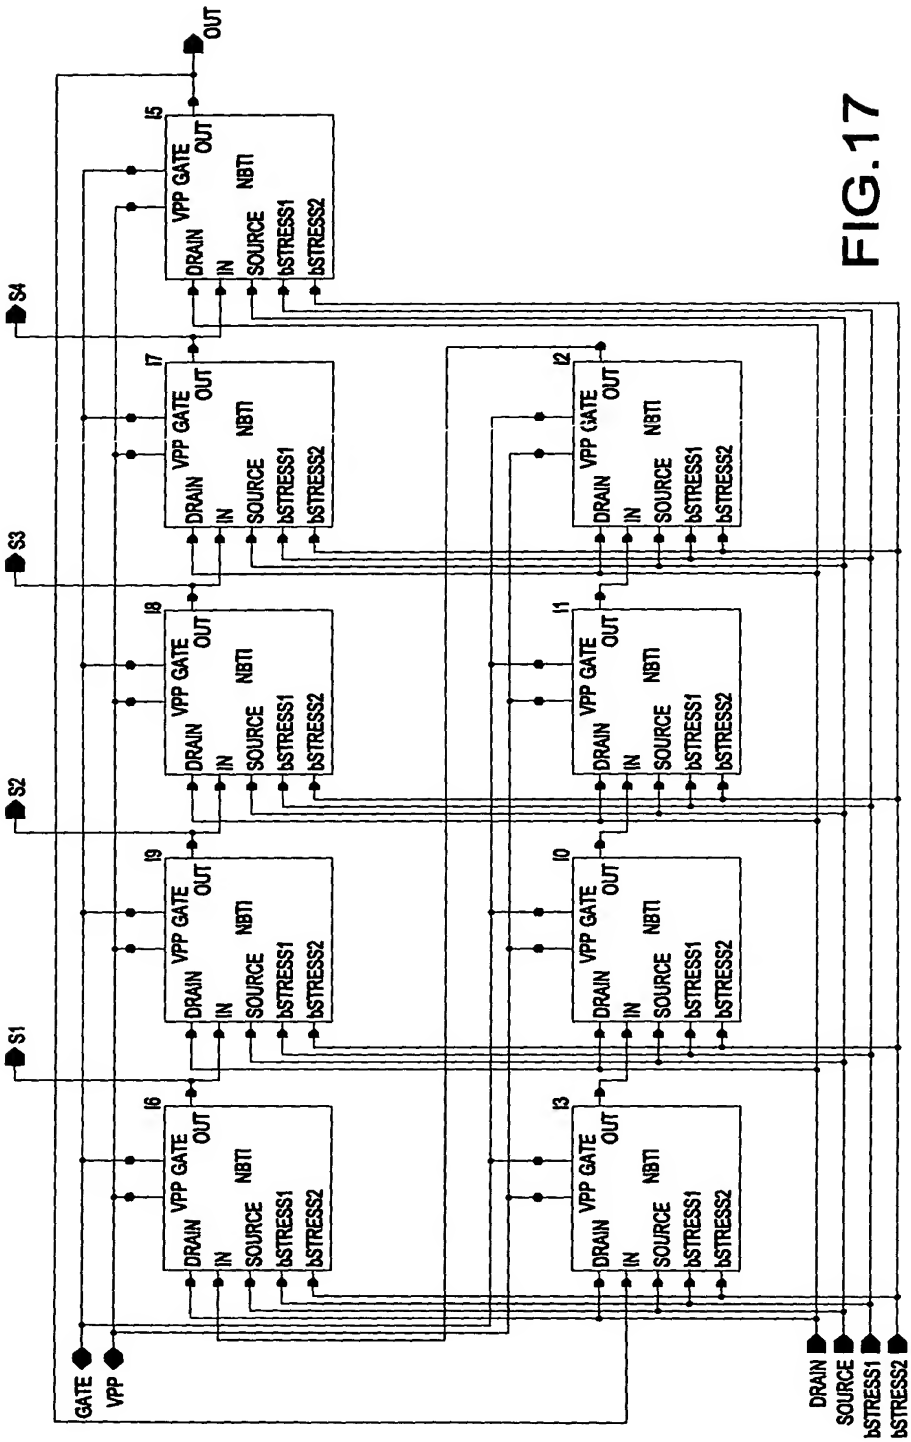 OUT
S4
S3
S2
S1
I6
VPP GATE
OUT
DRAIN
NBTI
IN
SOURCE
bSTRESS1
bSTRESS2
I9
VPP GATE
OUT
DRAIN
NBTI
IN
SOURCE
bSTRESS1
bSTRESS2
I8
VPP GATE
OUT
DRAIN
NBTI
IN
SOURCE
bSTRESS1
bSTRESS2
I7
VPP GATE
OUT
DRAIN
NBTI
IN
SOURCE
bSTRESS1
bSTRESS2
I5
VPP GATE
OUT
DRAIN
NBTI
IN
SOURCE
bSTRESS1
bSTRESS2
GATE
VPP
I3
VPP GATE
OUT
DRAIN
NBTI
IN
SOURCE
bSTRESS1
bSTRESS2
I0
VPP GATE
OUT
DRAIN
NBTI
IN
SOURCE
bSTRESS1
bSTRESS2
I1
VPP GATE
OUT
DRAIN
NBTI
IN
SOURCE
bSTRESS1
bSTRESS2
I2
VPP GATE
OUT
DRAIN
NBTI
IN
SOURCE
bSTRESS1
bSTRESS2
DRAIN
SOURCE
bSTRESS1
bSTRESS2
FIG.17